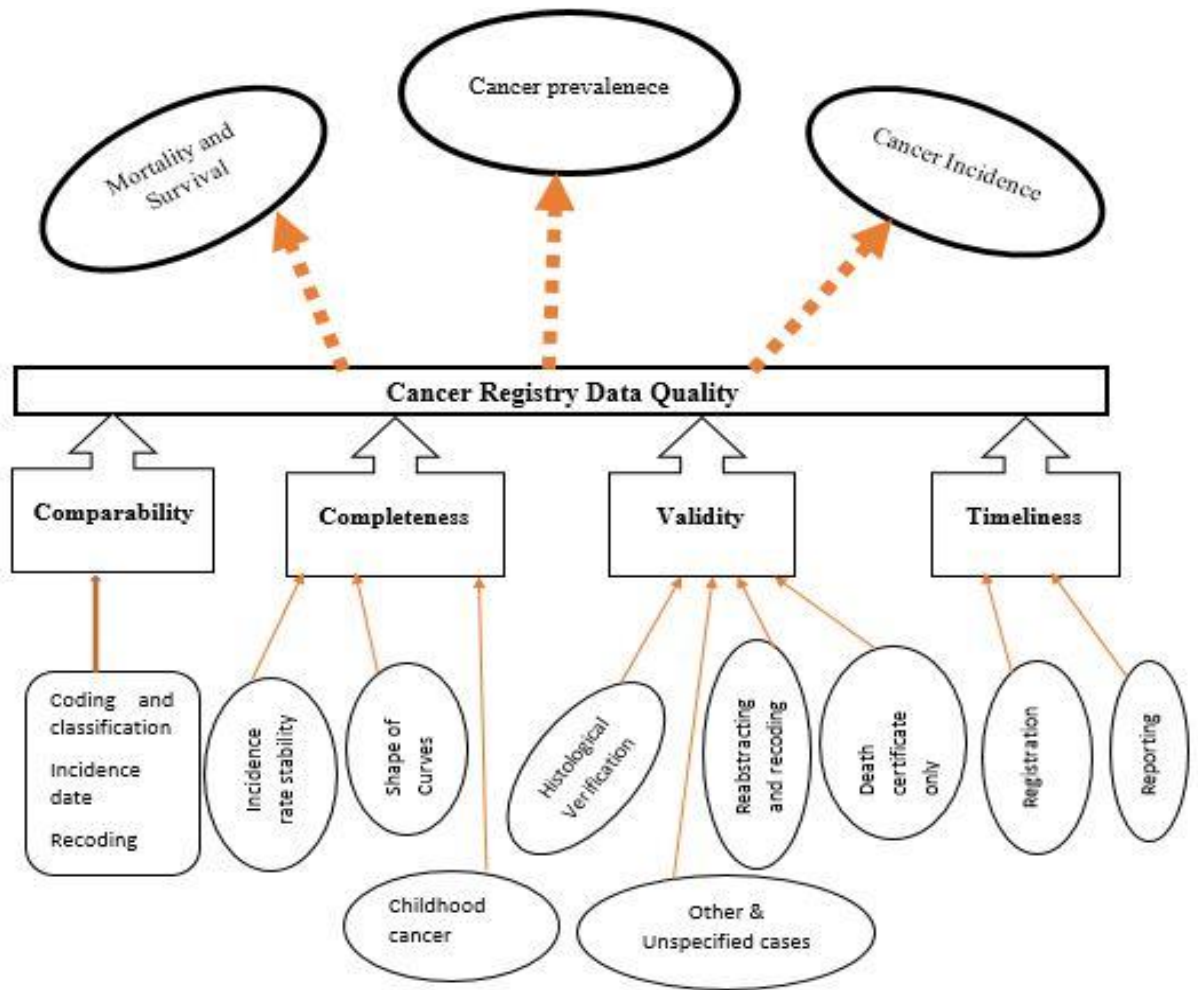 Cancer prevalenece
Mortality and
Survival
Cancer Incidence
Cancer Registry Data Quality
Comparability
Completeness
Validity
Timeliness
Coding and
classification
Incidence
date
Recoding
Incidence
rate stability
Shape of
Curves
Histological
Verification
Reabstracting
and recoding
Death
certificate
only
Registration
Reporting
Childhood
cancer
Other &
Unspecified cases